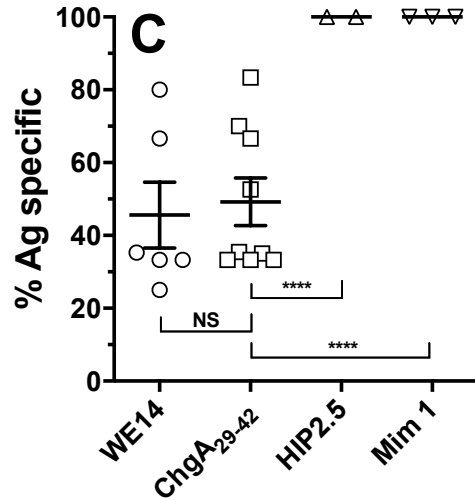 C
% Ag specific
100
80
60
40
20
0
****
NS
****
WE14
ChgA29-42
HIP2.5
Mim 1